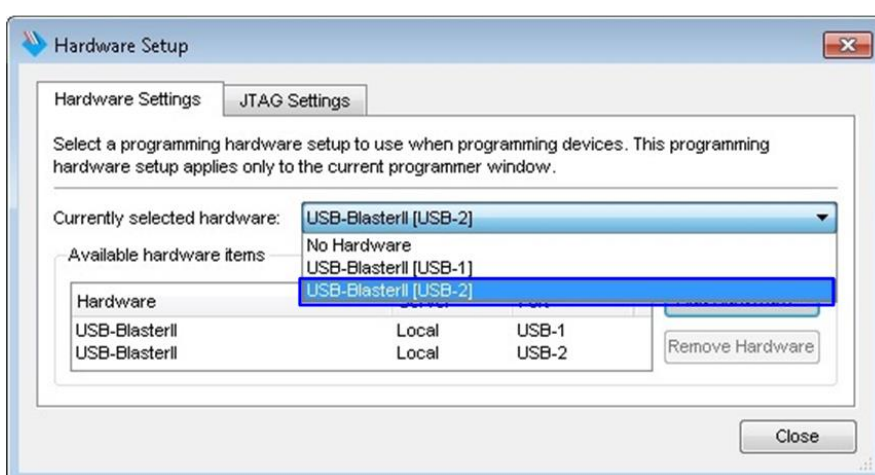 Hardware Setup
Hardware Settings
JTAG Settings
Select a programming hardware setup to use when programming devices. This programming
hardware setup applies only to the current programmer window.
Currently selected hardware:
USB-BlasterII [USB-2]
No Hardware
USB-BlasterII [USB-1]
USB-BlasterII [USB-2]
Available hardware items
Hardware
USB-BlasterII Local USB-1
USB-BlasterII Local USB-2
Remove Hardware
Close